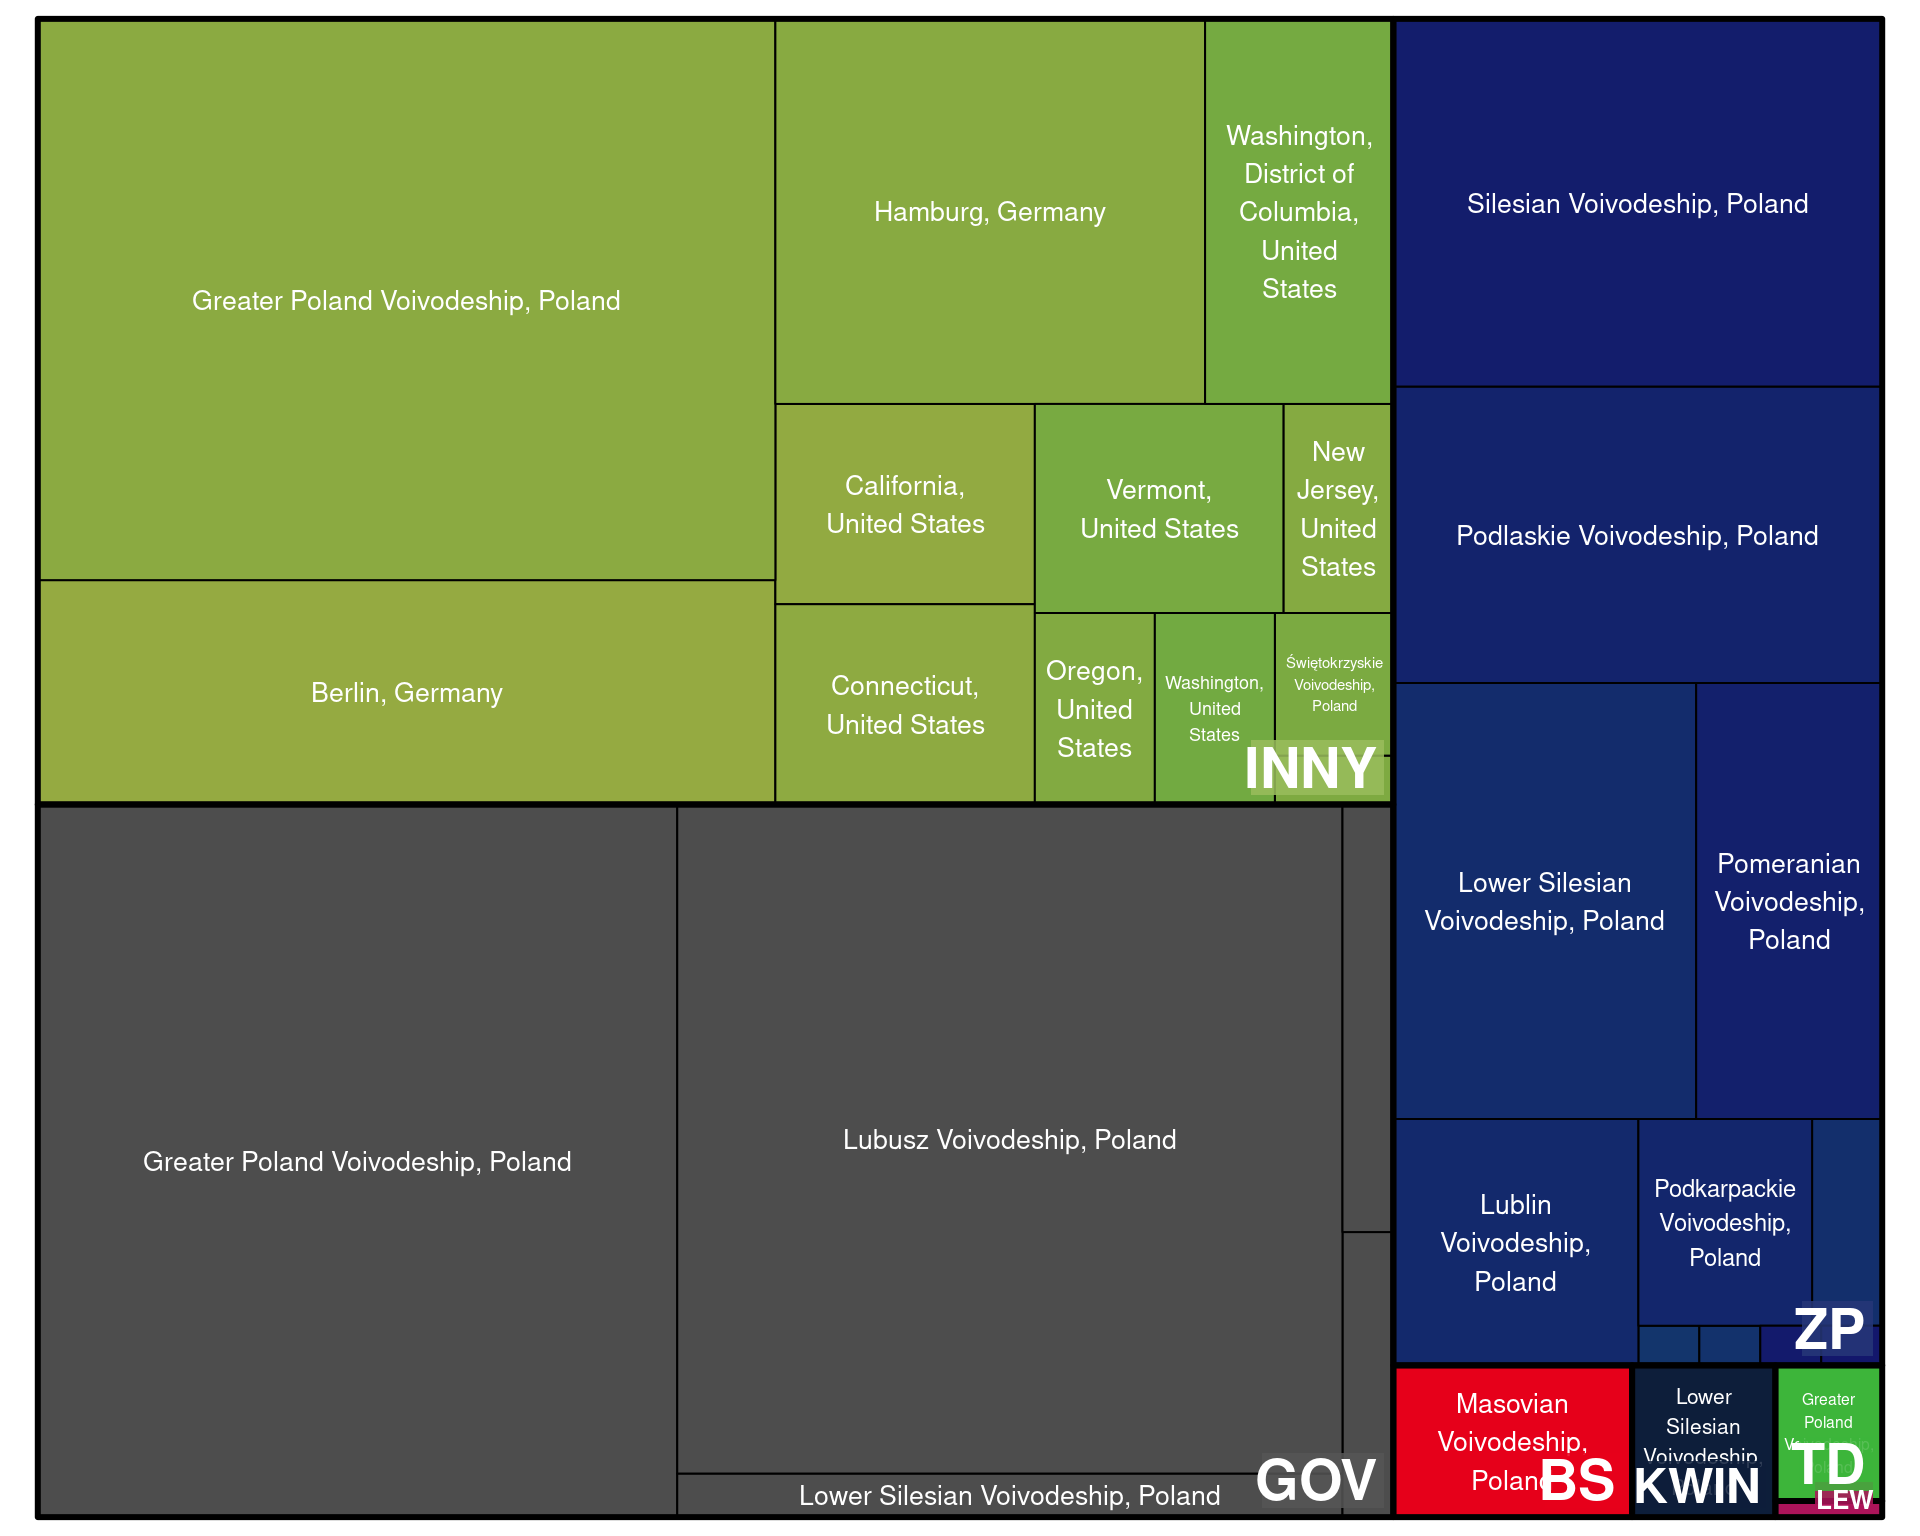 Greater Poland Voivodeship, Poland
Hamburg, Germany
Washington,
District of
Columbia,
United
States
California,
United States
Vermont,
United States
New
Jersey,
United
States
Berlin, Germany
Connecticut,
United States
Oregon,
United
States
Washington,
United
States
Świętokrzyskie
Voivodeship,
Poland
INNY
Greater Poland Voivodeship, Poland
Lubusz Voivodeship, Poland
Lower Silesian Voivodeship, Poland
GOV
Silesian Voivodeship, Poland
Podlaskie Voivodeship, Poland
Lower Silesian
Voivodeship, Poland
Pomeranian
Voivodeship,
Poland
Lublin
Voivodeship,
Poland
Podkarpackie
Voivodeship,
Poland
ZP
Masovian
Voivodeship,
Poland
BS
Lower
Silesian
Voivodeship,
KWIN
Greater
Poland
TD
LEW